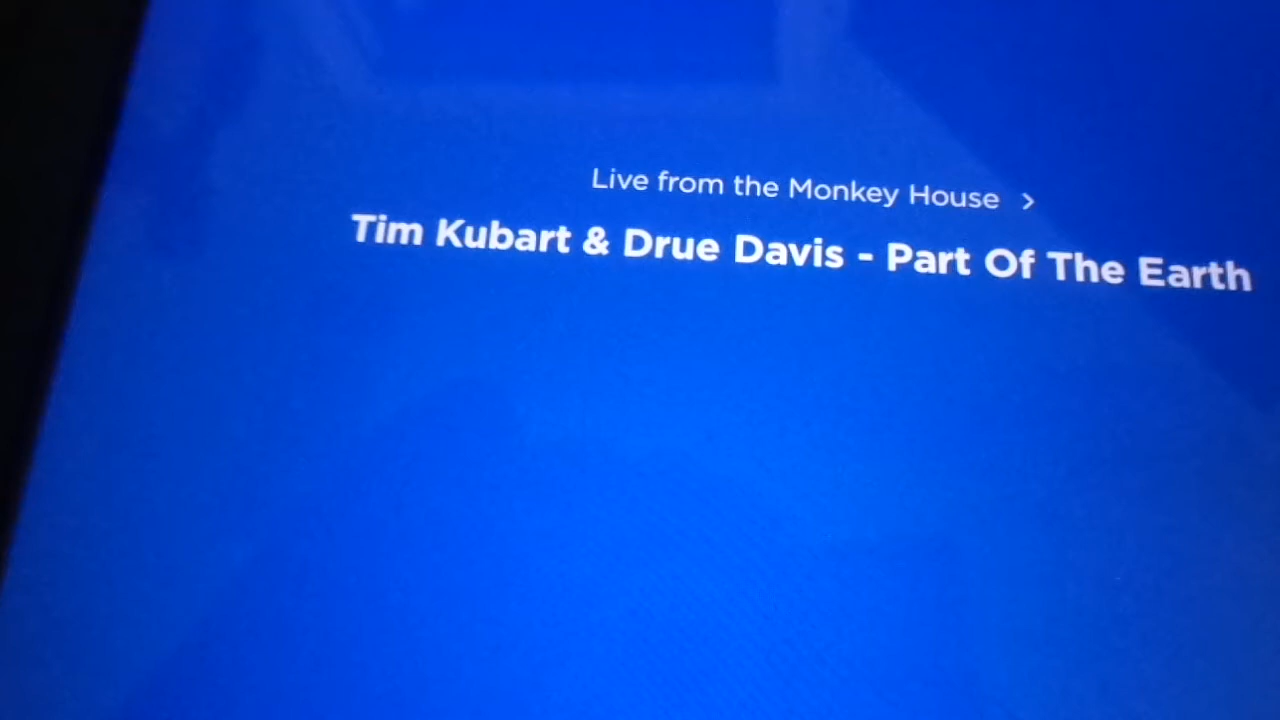 Live from the Monkey House >
Tim Kubart & Drue Davis - Part Of The Earth